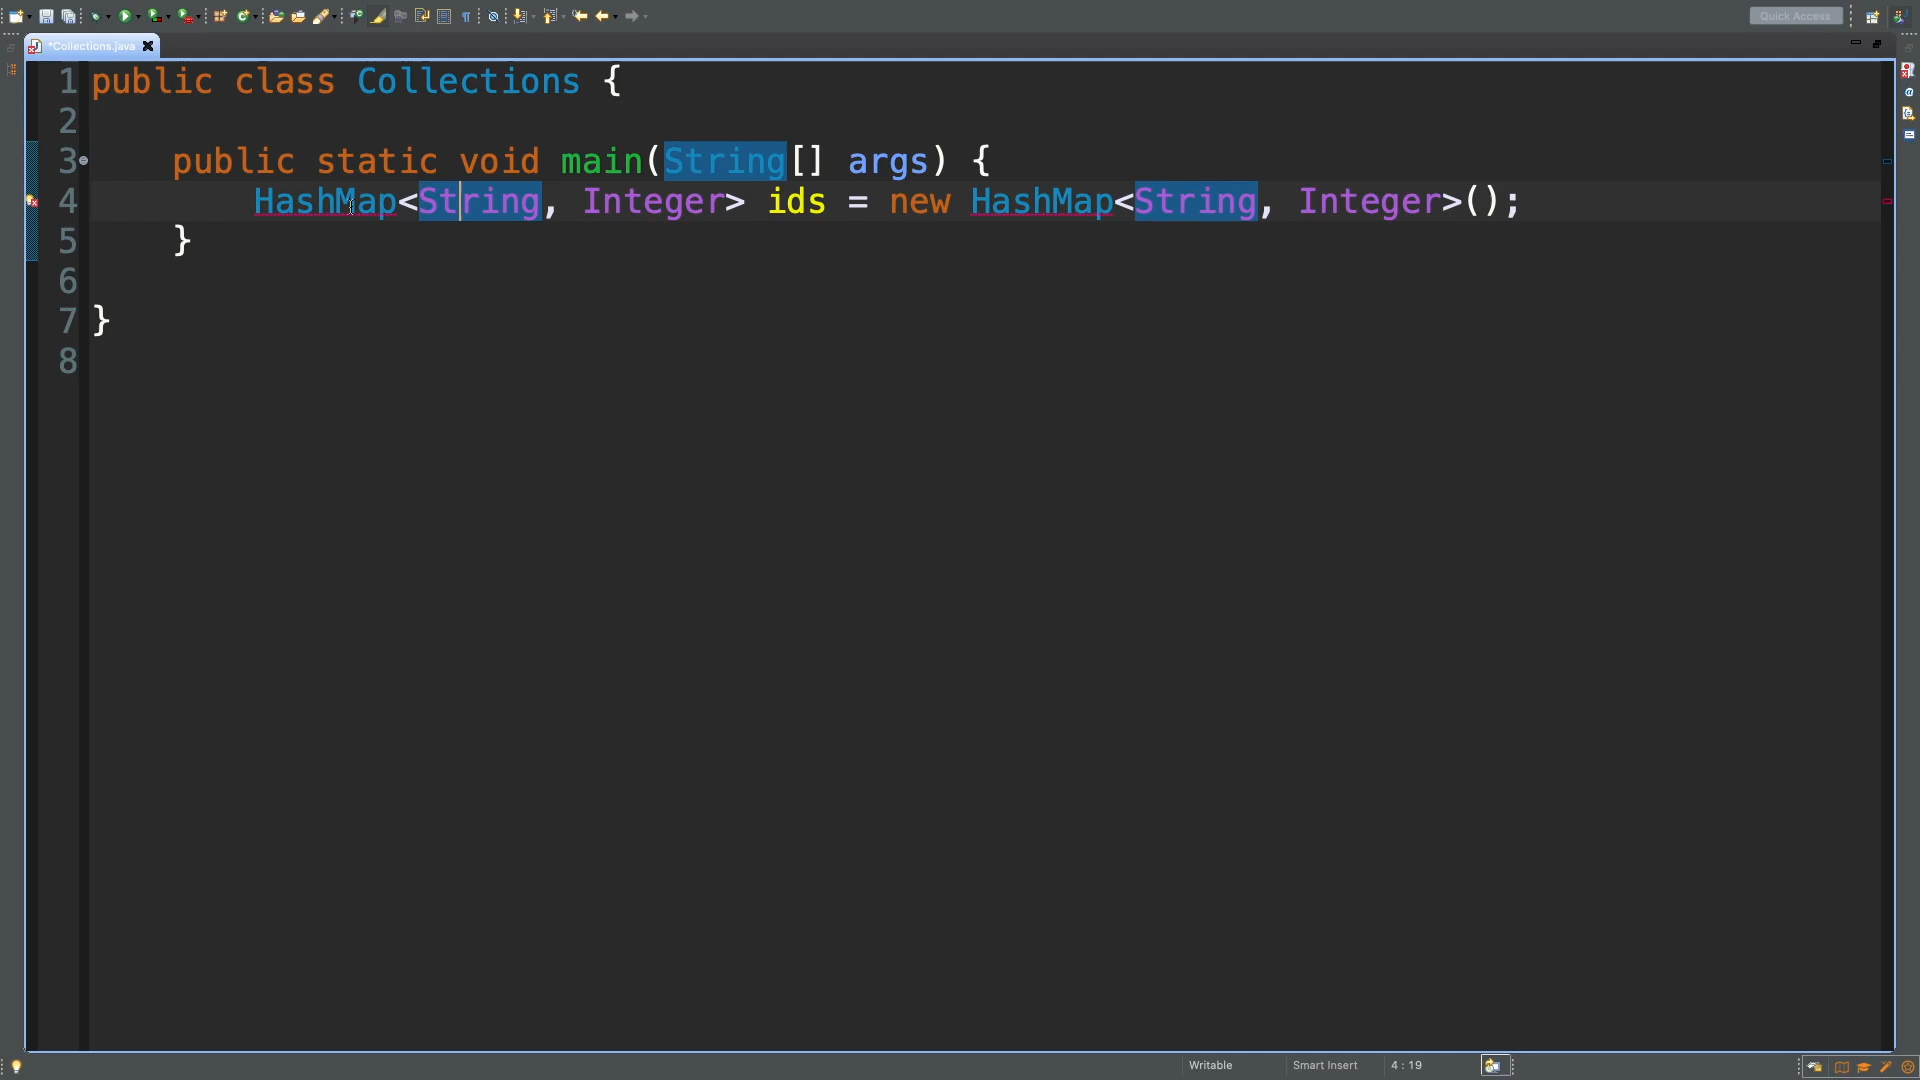 Quick Access
*Collections.java
1 public class Collections {
2
3 public static void main(String[] args) {
4 HashMap<String, Integer> ids = new HashMap<String, Integer>();
5 }
6
7 }
8
Writable Smart Insert 4 : 19